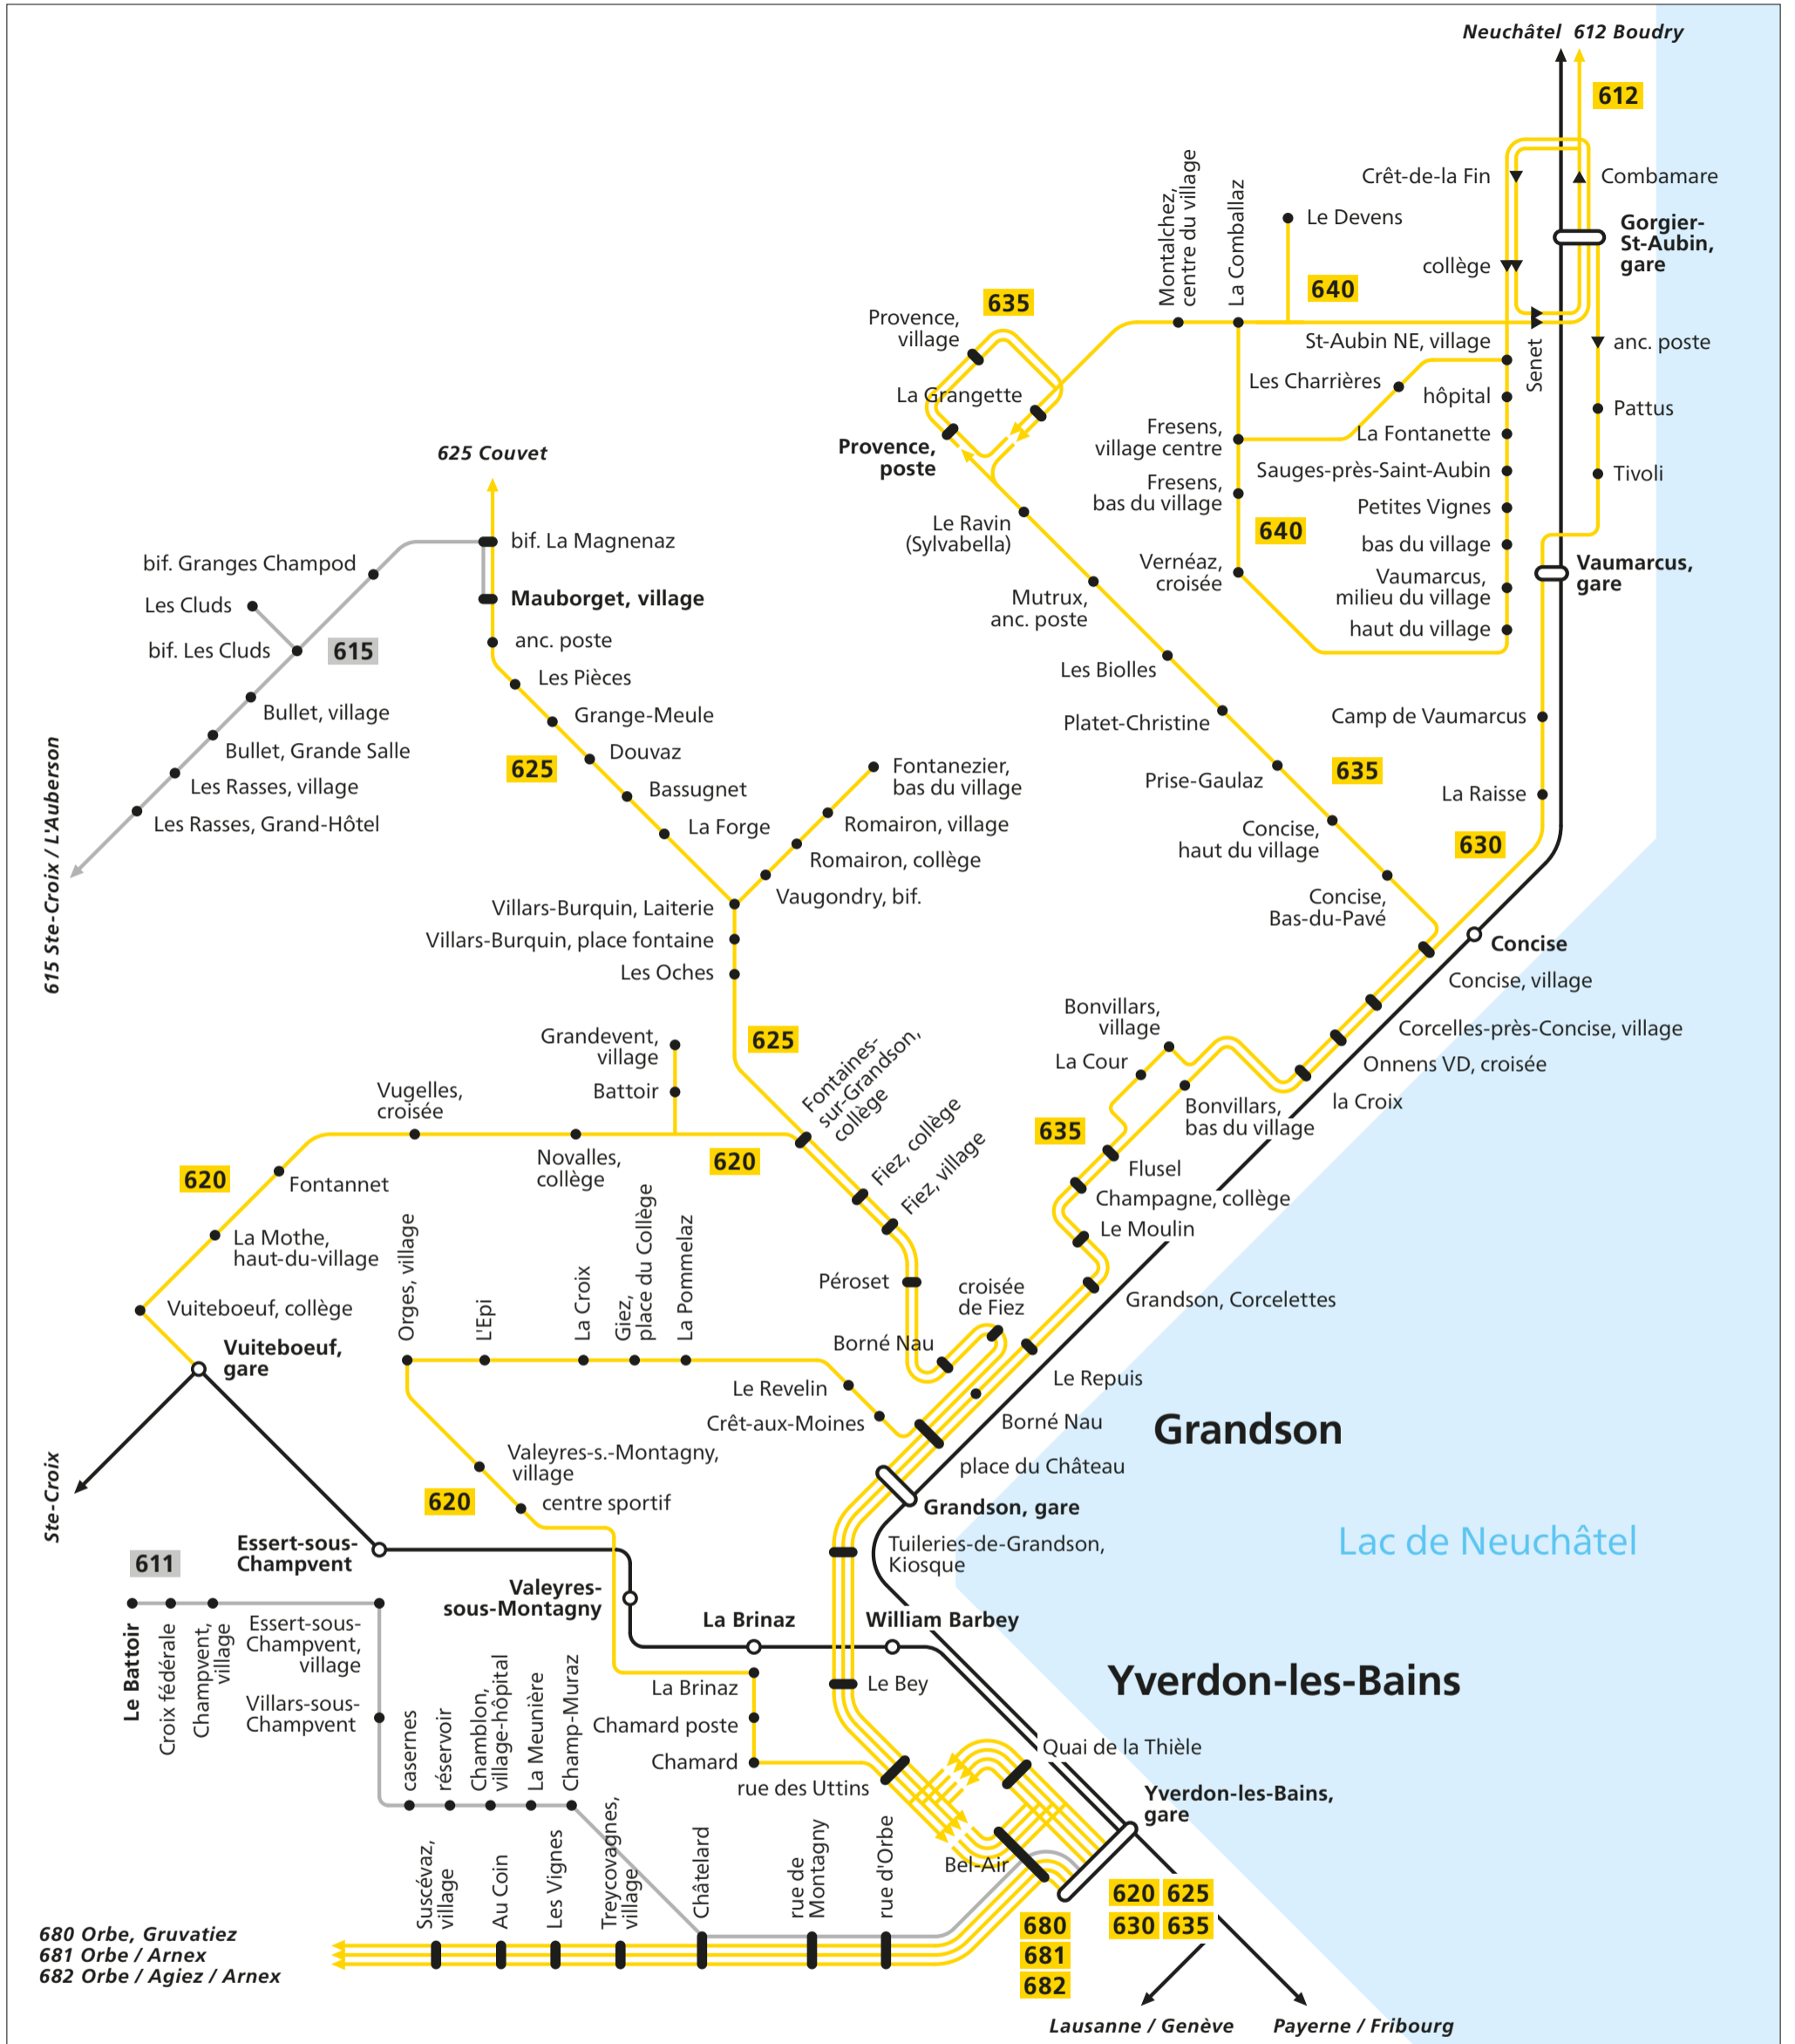 Neuchâtel 612 Boudry
612
Crêt-de-la Fin
Combamare
Gorgier-
St-Aubin,
gare
Montalchez,
centre du village
La Comballaz
Le Devens
collège
640
635
Provence,
village
La Grangette
Provence,
poste
St-Aubin NE, village
Senet
anc. poste
Les Charrières
hôpital
Pattus
Fresens,
village centre
La Fontanette
Sauges-près-Saint-Aubin
Tivoli
Fresens,
bas du village
Petites Vignes
640
bas du village
Vernéaz,
croisée
Vaumarcus,
milieu du village
Vaumarcus,
gare
haut du village
625 Couvet
bif. La Magnenaz
bif. Granges Champod
Les Cluds
Mauborget, village
bif. Les Cluds
615
anc. poste
Les Pièces
Bullet, village
Grange-Meule
Bullet, Grande Salle
Douvaz
625
Les Rasses, village
Bassugnet
Les Rasses, Grand-Hôtel
La Forge
615 Ste-Croix / L'Auberson
Le Ravin
(Sylvabella)
Mutrux,
anc. poste
Les Biolles
Platet-Christine
Camp de Vaumarcus
Prise-Gaulaz
635
La Raisse
Concise,
haut du village
630
Concise,
Bas-du-Pavé
Concise
Concise, village
Fontanezier,
bas du village
Romairon, village
Romairon, collège
Vaugondry, bif.
Villars-Burquin, Laiterie
Villars-Burquin, place fontaine
Les Oches
Bonvillars,
village
La Cour
Corcelles-près-Concise, village
Onnens VD, croisée
la Croix
Bonvillars,
bas du village
635
Flusel
Champagne, collège
Le Moulin
Grandson, Corcelettes
Grandevent,
village
Battoir
625
Fontaines-
sur-Grandson,
collège
Fiez, collège
Fiez, village
Vugelles,
croisée
Novalles,
collège
620
620
Fontannet
La Mothe,
haut-du-village
Vuiteboeuf, collège
Vuiteboeuf,
gare
Orges, village
L'Epi
La Croix
Giez,
place du Collège
La Pommelaz
Péroset
croisée
de Fiez
Borné Nau
Le Revelin
Crêt-aux-Moines
Le Repuis
Borné Nau
place du Château
Grandson
Grandson, gare
Valeyres-s.-Montagny,
village
620
centre sportif
Ste-Croix
Essert-sous-
Champvent
Tuileries-de-Grandson,
Kiosque
Lac de Neuchâtel
611
Valeyres-
sous-Montagny
La Brinaz
William Barbey
Le Battoir
Croix fédérale
Champvent,
village
Essert-sous-
Champvent,
village
Villars-sous-
Champvent
La Brinaz
Le Bey
Yverdon-les-Bains
Chamard poste
Chamard
rue des Uttins
Quai de la Thièle
Yverdon-les-Bains,
gare
casernes
réservoir
Chamblon,
village-hôpital
La Meunière
Champ-Muraz
Bel-Air
Suscévaz,
village
Au Coin
Les Vignes
Treycovagnes,
village
Châtelard
rue de
Montagny
rue d'Orbe
620 625
680
630 635
681
682
680 Orbe, Gruvatiez
681 Orbe / Arnex
682 Orbe / Agiez / Arnex
Lausanne / Genève
Payerne / Fribourg